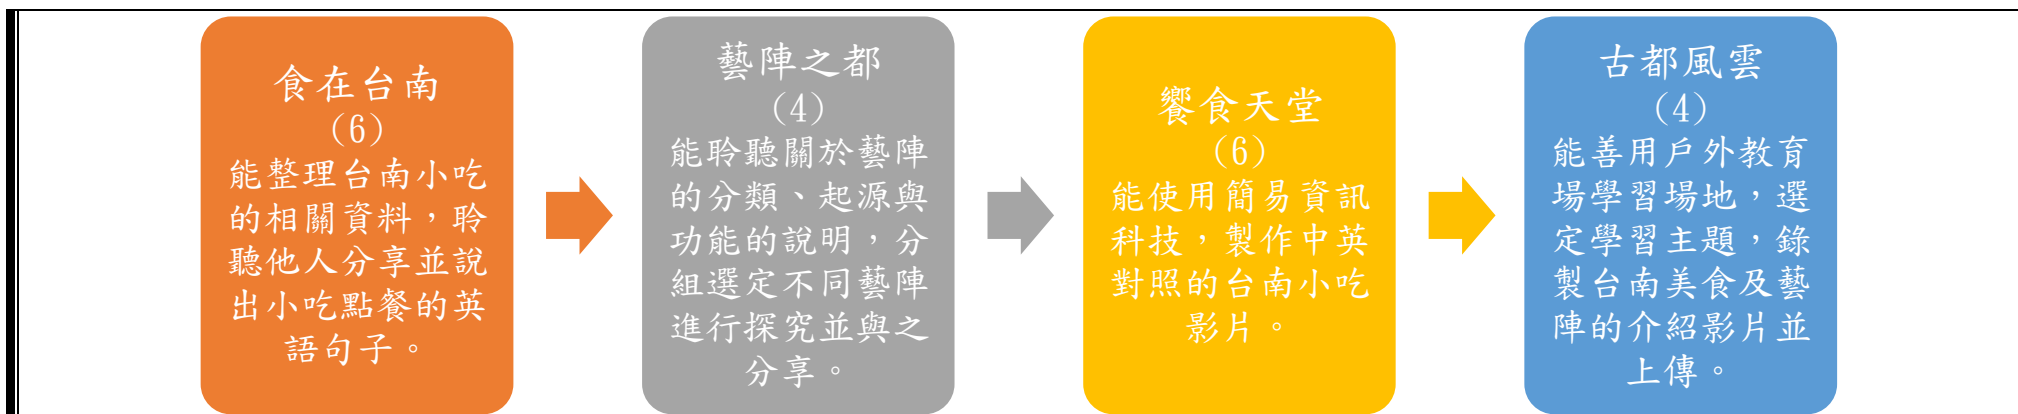 食在台南
(6)
能整理台南小吃
的相關資料，聆
聽他人分享並說
出小吃點餐的英
語句子。
藝陣之都
(4)
能聆聽關於藝陣
的分類、起源與
功能的說明，分
組選定不同藝陣
進行探究並與之
分享。
饗食天堂
(6)
能使用簡易資訊
科技，製作中英
對照的台南小吃
影片。
古都風雲
(4)
能善用戶外教育
場學習場地，選
定學習主題，錄
製台南美食及藝
陣的介紹影片並
上傳。